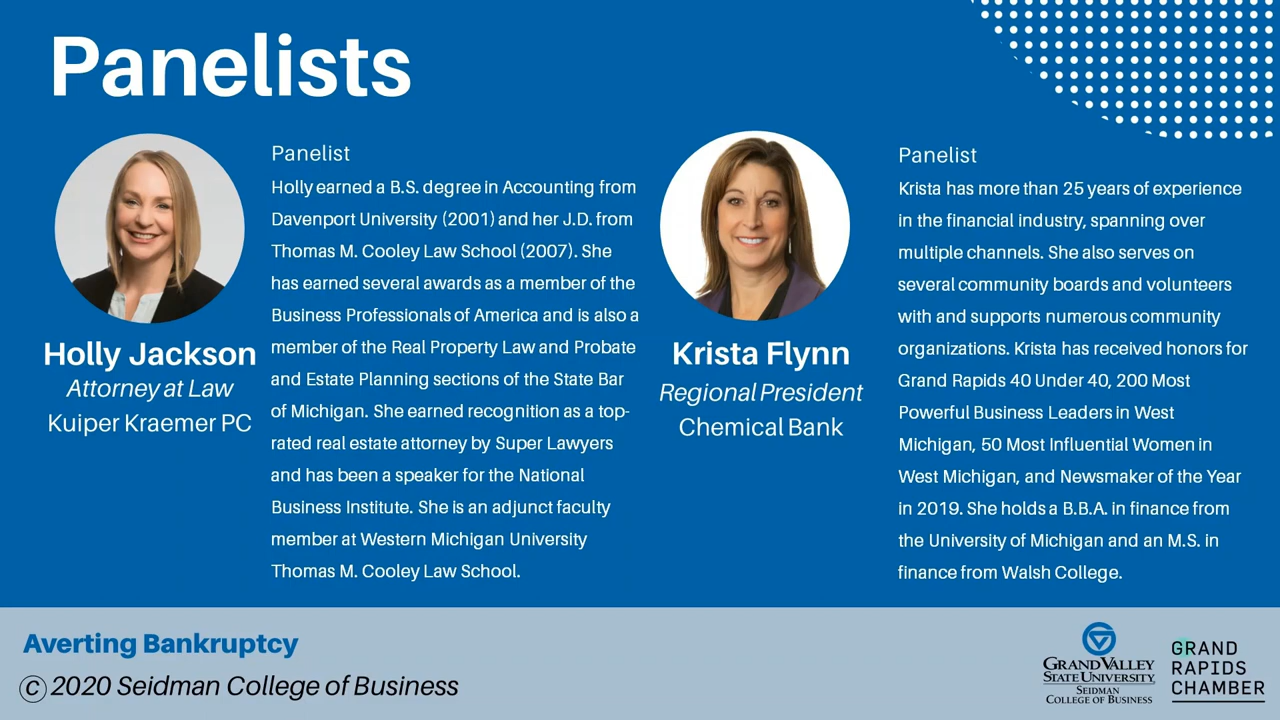 Panelists
Holly Jackson
Attorney at Law
Kuiper Kraemer PC
Panelist
Holly earned a B.S. degree in Accounting from
Davenport University (2001) and her J.D. from
Thomas M. Cooley Law School (2007). She
has earned several awards as a member of the
Business Professionals of America and is also a
member of the Real Property Law and Probate
and Estate Planning sections of the State Bar
of Michigan. She earned recognition as a top-
rated real estate attorney by Super Lawyers
and has been a speaker for the National
Business Institute. She is an adjunct faculty
member at Western Michigan University
Thomas M. Cooley Law School.
Krista Flynn
Regional President
Chemical Bank
Panelist
Krista has more than 25 years of experience
in the financial industry, spanning over
multiple channels. She also serves on
several community boards and volunteers
with and supports numerous community
organizations. Krista has received honors for
Grand Rapids 40 Under 40, 200 Most
Powerful Business Leaders in West
Michigan, 50 Most Influential Women in
West Michigan, and Newsmaker of the Year
in 2019. She holds a B.B.A. in finance from
the University of Michigan and an M.S. in
finance from Walsh College.
Averting Bankruptcy
© 2020 Seidman College of Business
GRAND VALLEY
STATE UNIVERSITY
SEIDMAN
COLLEGE OF BUSINESS
GRAND
RAPIDS
CHAMBER